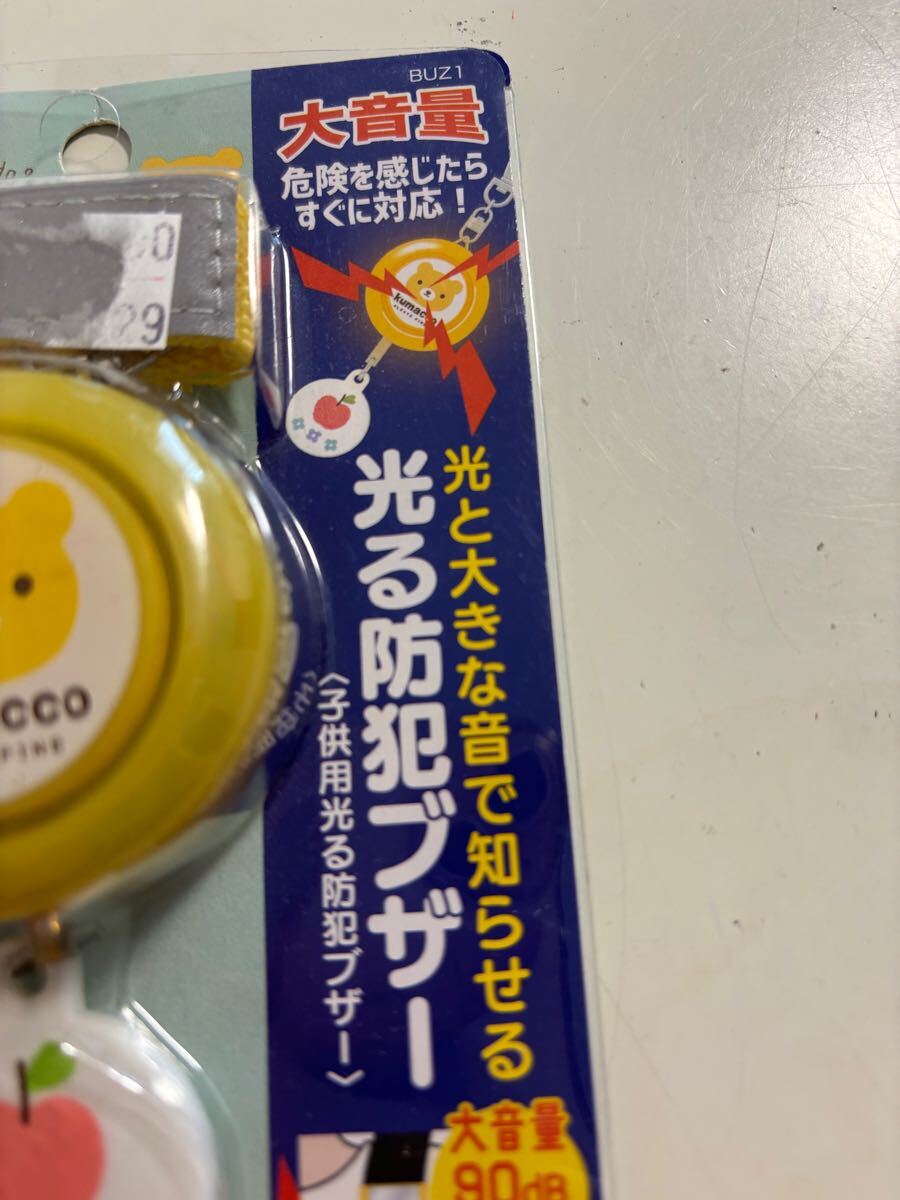 BUZ1
大音量
危険を感じたら
すぐに対応！
kumacco
光と大きな音で知らせる
光る防犯ブザー
〈子供用光る防犯ブザー〉
大音量
90dB